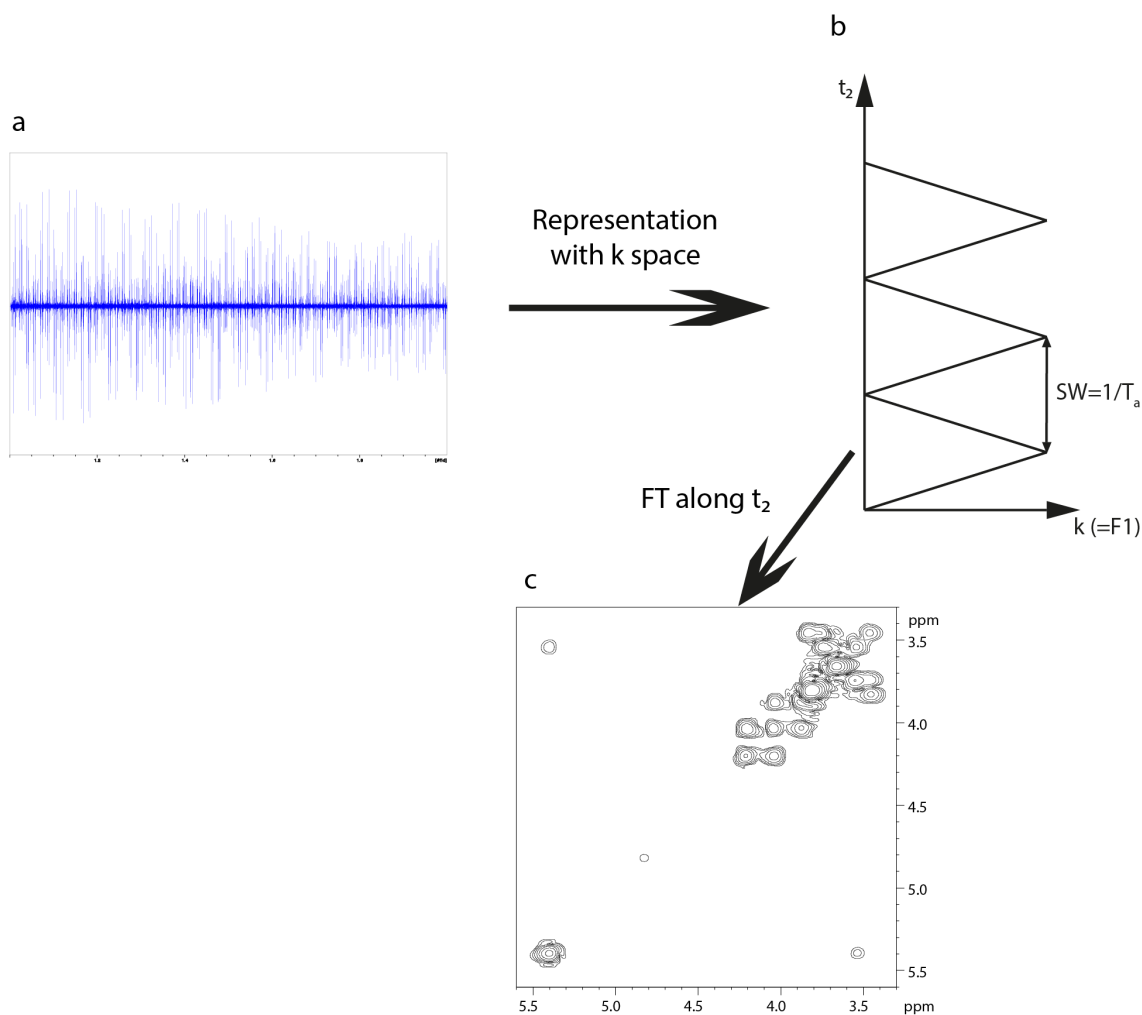 b
t₂
a
Representation
with k space
SW=1/Tₐ
FT along t₂
k (=F1)
c
ppm
3.5
4.0
4.5
5.0
5.5
5.5 5.0 4.5 4.0 3.5 ppm